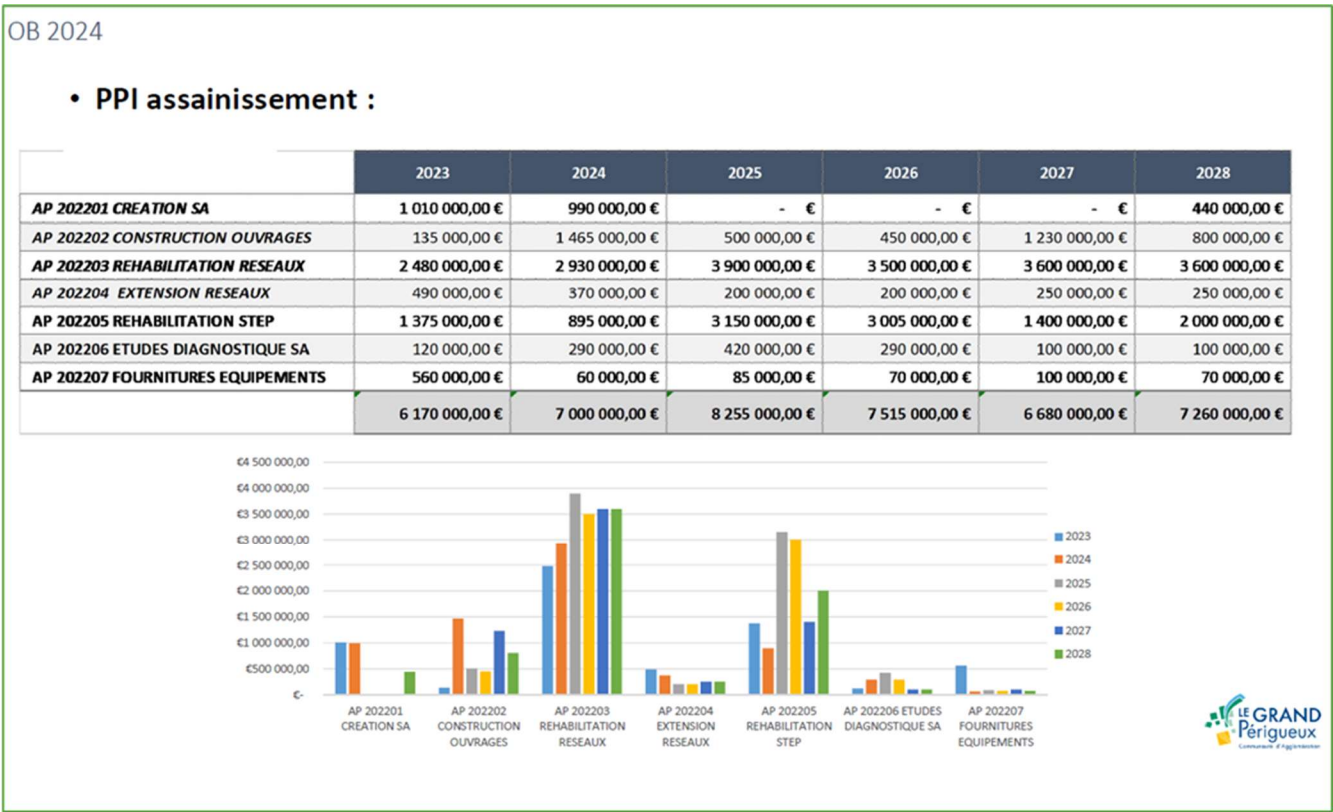 OB 2024
• PPI assainissement :
2023 2024 2025 2026 2027 2028
AP 202201 CREATION SA 1 010 000,00 € 990 000,00 € - € - € - € 440 000,00 €
AP 202202 CONSTRUCTION OUVRAGES 135 000,00 € 1 465 000,00 € 500 000,00 € 450 000,00 € 1 230 000,00 € 800 000,00 €
AP 202203 REHABILITATION RESEAUX 2 480 000,00 € 2 930 000,00 € 3 900 000,00 € 3 500 000,00 € 3 600 000,00 € 3 600 000,00 €
AP 202204 EXTENSION RESEAUX 490 000,00 € 370 000,00 € 200 000,00 € 200 000,00 € 250 000,00 € 250 000,00 €
AP 202205 REHABILITATION STEP 1 375 000,00 € 895 000,00 € 3 150 000,00 € 3 005 000,00 € 1 400 000,00 € 2 000 000,00 €
AP 202206 ETUDES DIAGNOSTIQUE SA 120 000,00 € 290 000,00 € 420 000,00 € 290 000,00 € 100 000,00 € 100 000,00 €
AP 202207 FOURNITURES EQUIPEMENTS 560 000,00 € 60 000,00 € 85 000,00 € 70 000,00 € 100 000,00 € 70 000,00 €
6 170 000,00 € 7 000 000,00 € 8 255 000,00 € 7 515 000,00 € 6 680 000,00 € 7 260 000,00 €
€4 500 000,00
€4 000 000,00
€3 500 000,00
€3 000 000,00
€2 500 000,00
€2 000 000,00
€1 500 000,00
€1 000 000,00
€500 000,00
€-
AP 202201
CREATION SA
AP 202202
CONSTRUCTION
OUVRAGES
AP 202203
REHABILITATION
RESEAUX
AP 202204
EXTENSION
RESEAUX
AP 202205
REHABILITATION
STEP
AP 202206 ETUDES
DIAGNOSTIQUE SA
AP 202207
FOURNITURES
EQUIPEMENTS
2023
2024
2025
2026
2027
2028
LE GRAND
Périgueux
Communauté d'Agglomération